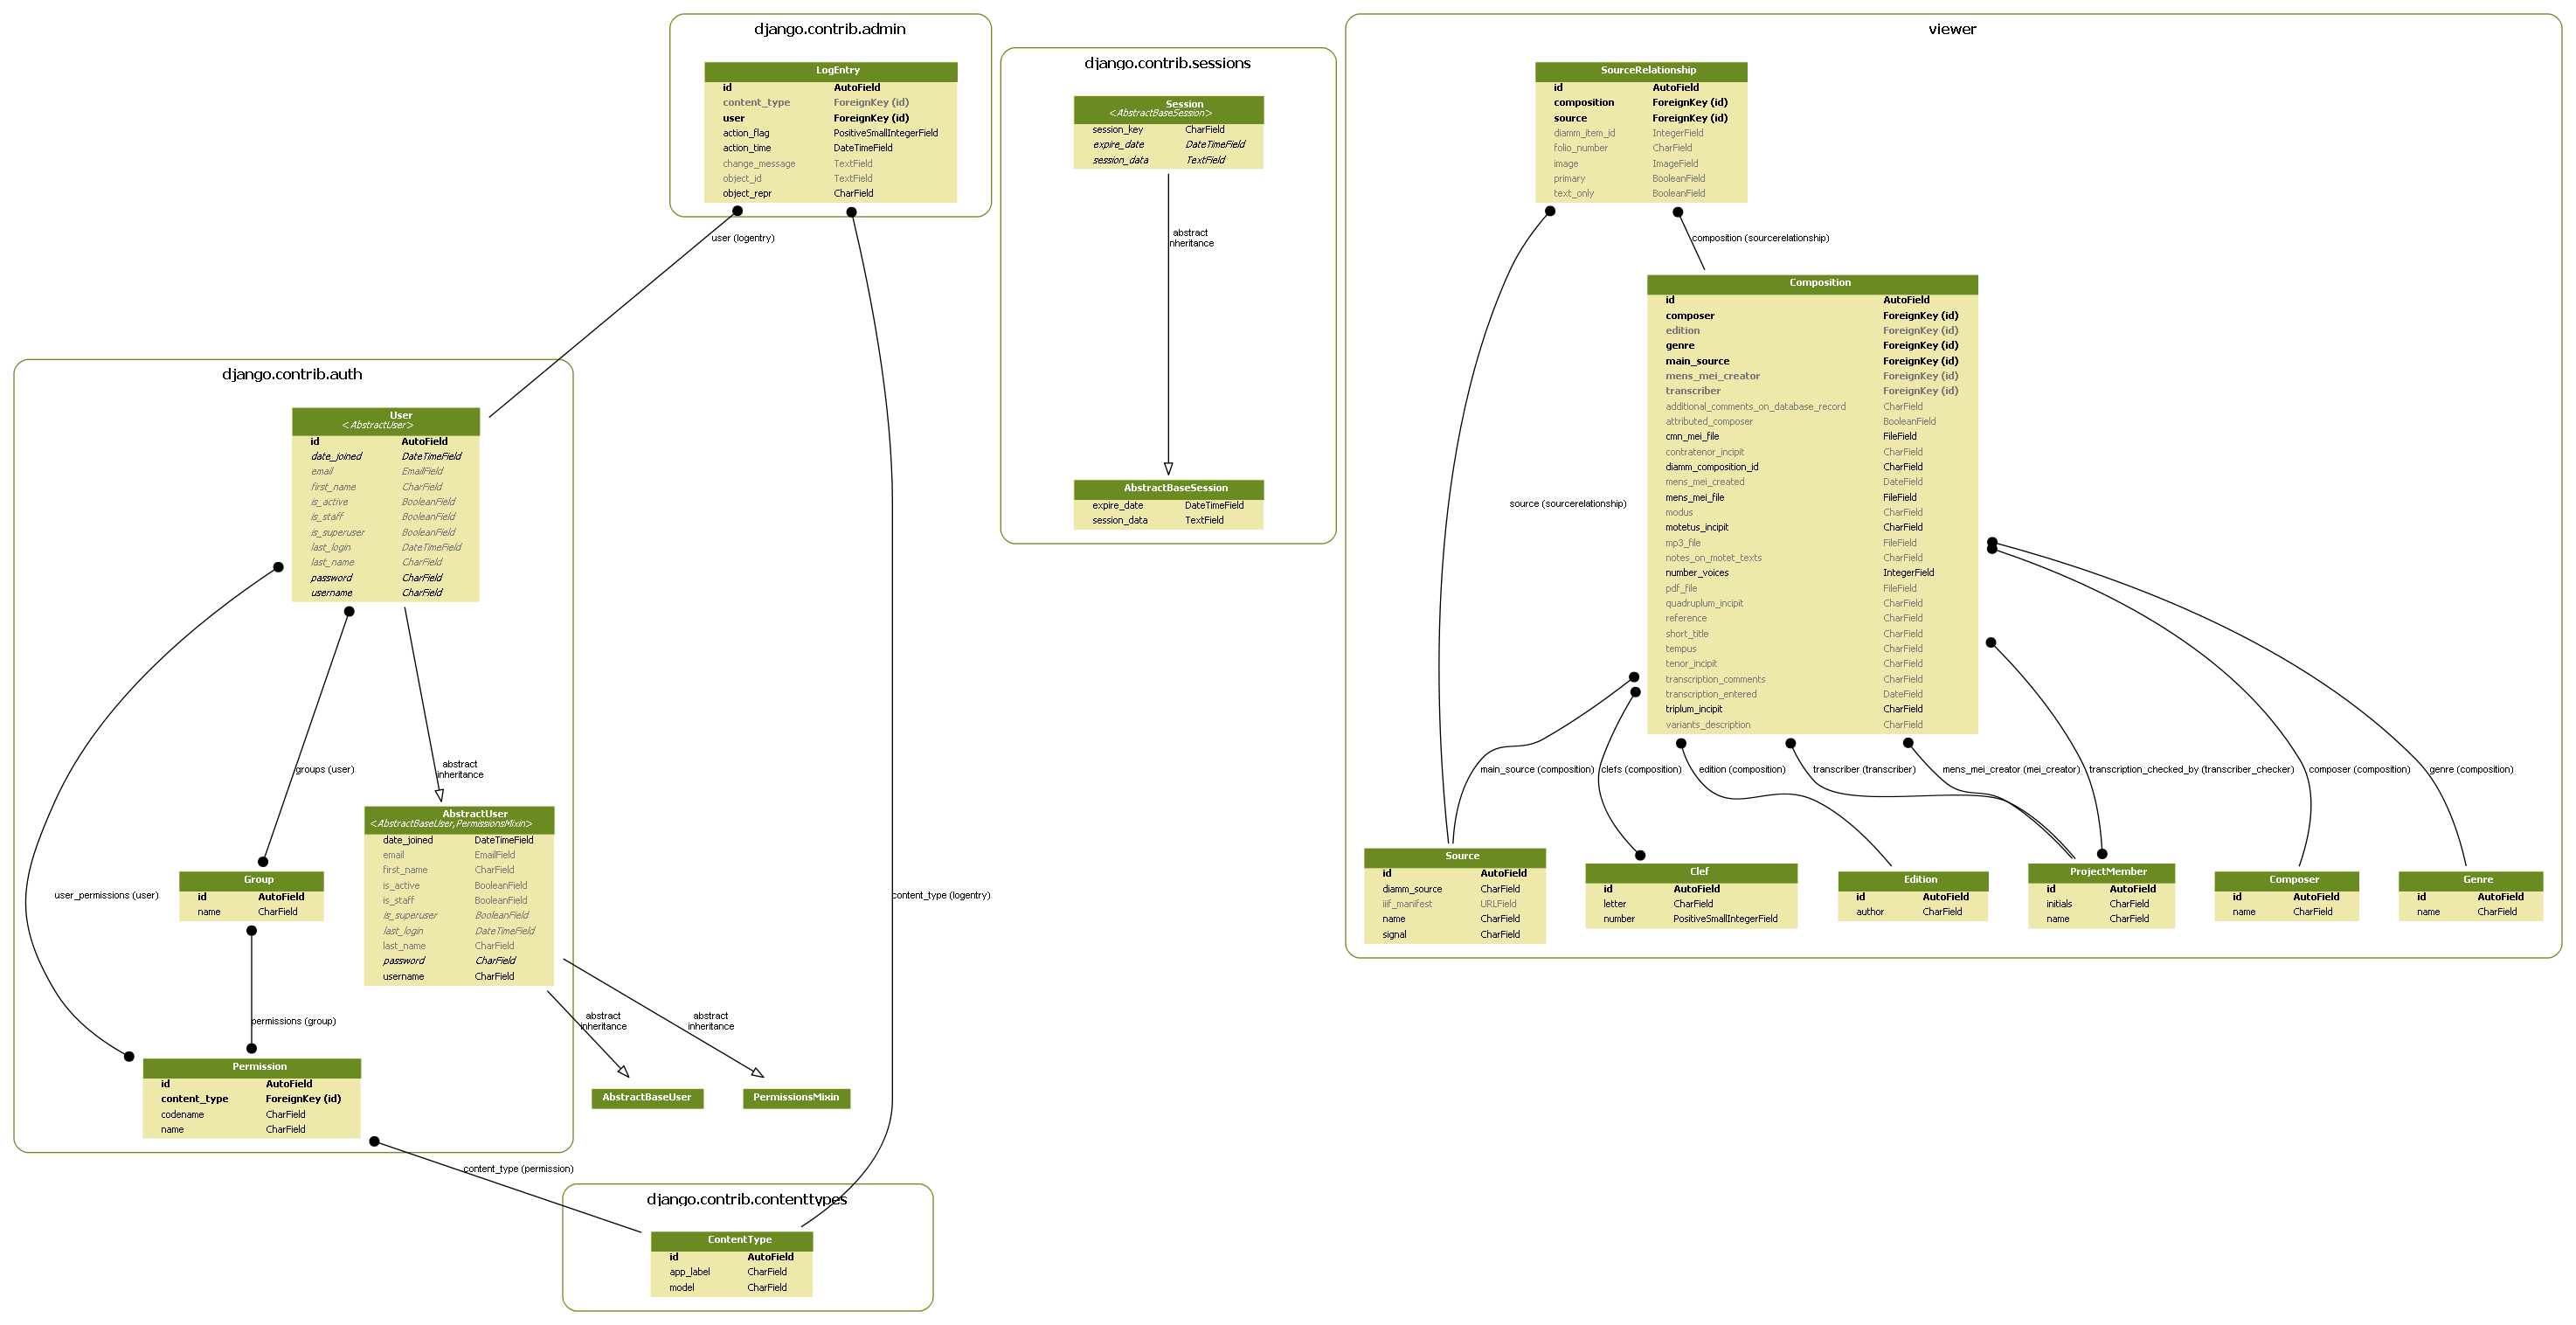 django.contrib.admin
LogEntry
id AutoField
content_type ForeignKey (id)
user ForeignKey (id)
action_flag PositiveSmallIntegerField
action_time DateTimeField
change_message TextField
object_id TextField
object_repr CharField
user (logentry)
content_type (logentry)
django.contrib.sessions
Session
<AbstractBaseSession>
session_key CharField
expire_date DateTimeField
session_data TextField
abstract
inheritance
AbstractBaseSession
expire_date DateTimeField
session_data TextField
django.contrib.auth
User
<AbstractUser>
id AutoField
date_joined DateTimeField
email EmailField
first_name CharField
is_active BooleanField
is_staff BooleanField
is_superuser BooleanField
last_login DateTimeField
last_name CharField
password CharField
username CharField
groups (user)
abstract
inheritance
user_permissions (user)
AbstractUser
<AbstractBaseUser,PermissionsMixin>
date_joined DateTimeField
email EmailField
first_name CharField
is_active BooleanField
is_staff BooleanField
is_superuser BooleanField
last_login DateTimeField
last_name CharField
password CharField
username CharField
Group
id AutoField
name CharField
permissions (group)
abstract
inheritance
abstract
inheritance
Permission
id AutoField
content_type ForeignKey (id)
codename CharField
name CharField
AbstractBaseUser
PermissionsMixin
content_type (permission)
django.contrib.contenttypes
ContentType
id AutoField
app_label CharField
model CharField
viewer
SourceRelationship
id AutoField
composition ForeignKey (id)
source ForeignKey (id)
diamm_item_id IntegerField
folio_number CharField
image ImageField
primary BooleanField
text_only BooleanField
composition (sourcerelationship)
source (sourcerelationship)
Composition
id AutoField
composer ForeignKey (id)
edition ForeignKey (id)
genre ForeignKey (id)
main_source ForeignKey (id)
mens_mei_creator ForeignKey (id)
transcriber ForeignKey (id)
additional_comments_on_database_record CharField
attributed_composer BooleanField
cmn_mei_file FileField
contratenor_incipit CharField
diamm_composition_id CharField
mens_mei_created DateField
mens_mei_file FileField
modus CharField
motetus_incipit CharField
mp3_file FileField
notes_on_motet_texts CharField
number_voices IntegerField
pdf_file FileField
quadruplum_incipit CharField
reference CharField
short_title CharField
tempus CharField
tenor_incipit CharField
transcription_comments CharField
transcription_entered DateField
triplum_incipit CharField
variants_description CharField
main_source (composition)
clefs (composition)
edition (composition)
transcriber (transcriber)
mens_mei_creator (mei_creator)
transcription_checked_by (transcriber_checker)
composer (composition)
genre (composition)
Source
id AutoField
diamm_source CharField
iiif_manifest URLField
name CharField
signal CharField
Clef
id AutoField
letter CharField
number PositiveSmallIntegerField
Edition
id AutoField
author CharField
ProjectMember
id AutoField
initials CharField
name CharField
Composer
id AutoField
name CharField
Genre
id AutoField
name CharField